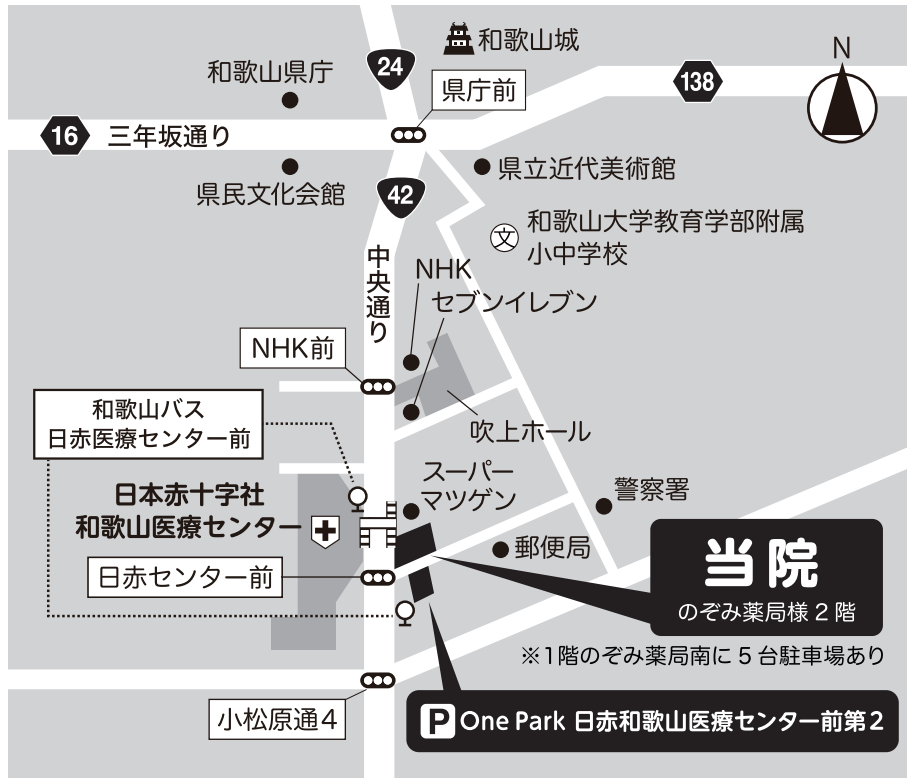 和歌山城
24
N
和歌山県庁
県庁前
138
16
三年坂通り
県立近代美術館
県民文化会館
42
文
和歌山大学教育学部附属
小中学校
中央通り
NHK
セブンイレブン
NHK前
和歌山バス
日赤医療センター前
吹上ホール
スーパー
マツゲン
警察署
日本赤十字社
和歌山医療センター
郵便局
当院
のぞみ薬局様2階
日赤センター前
※1階のぞみ薬局南に5台駐車場あり
小松原通4
P One Park 日赤和歌山医療センター前第2